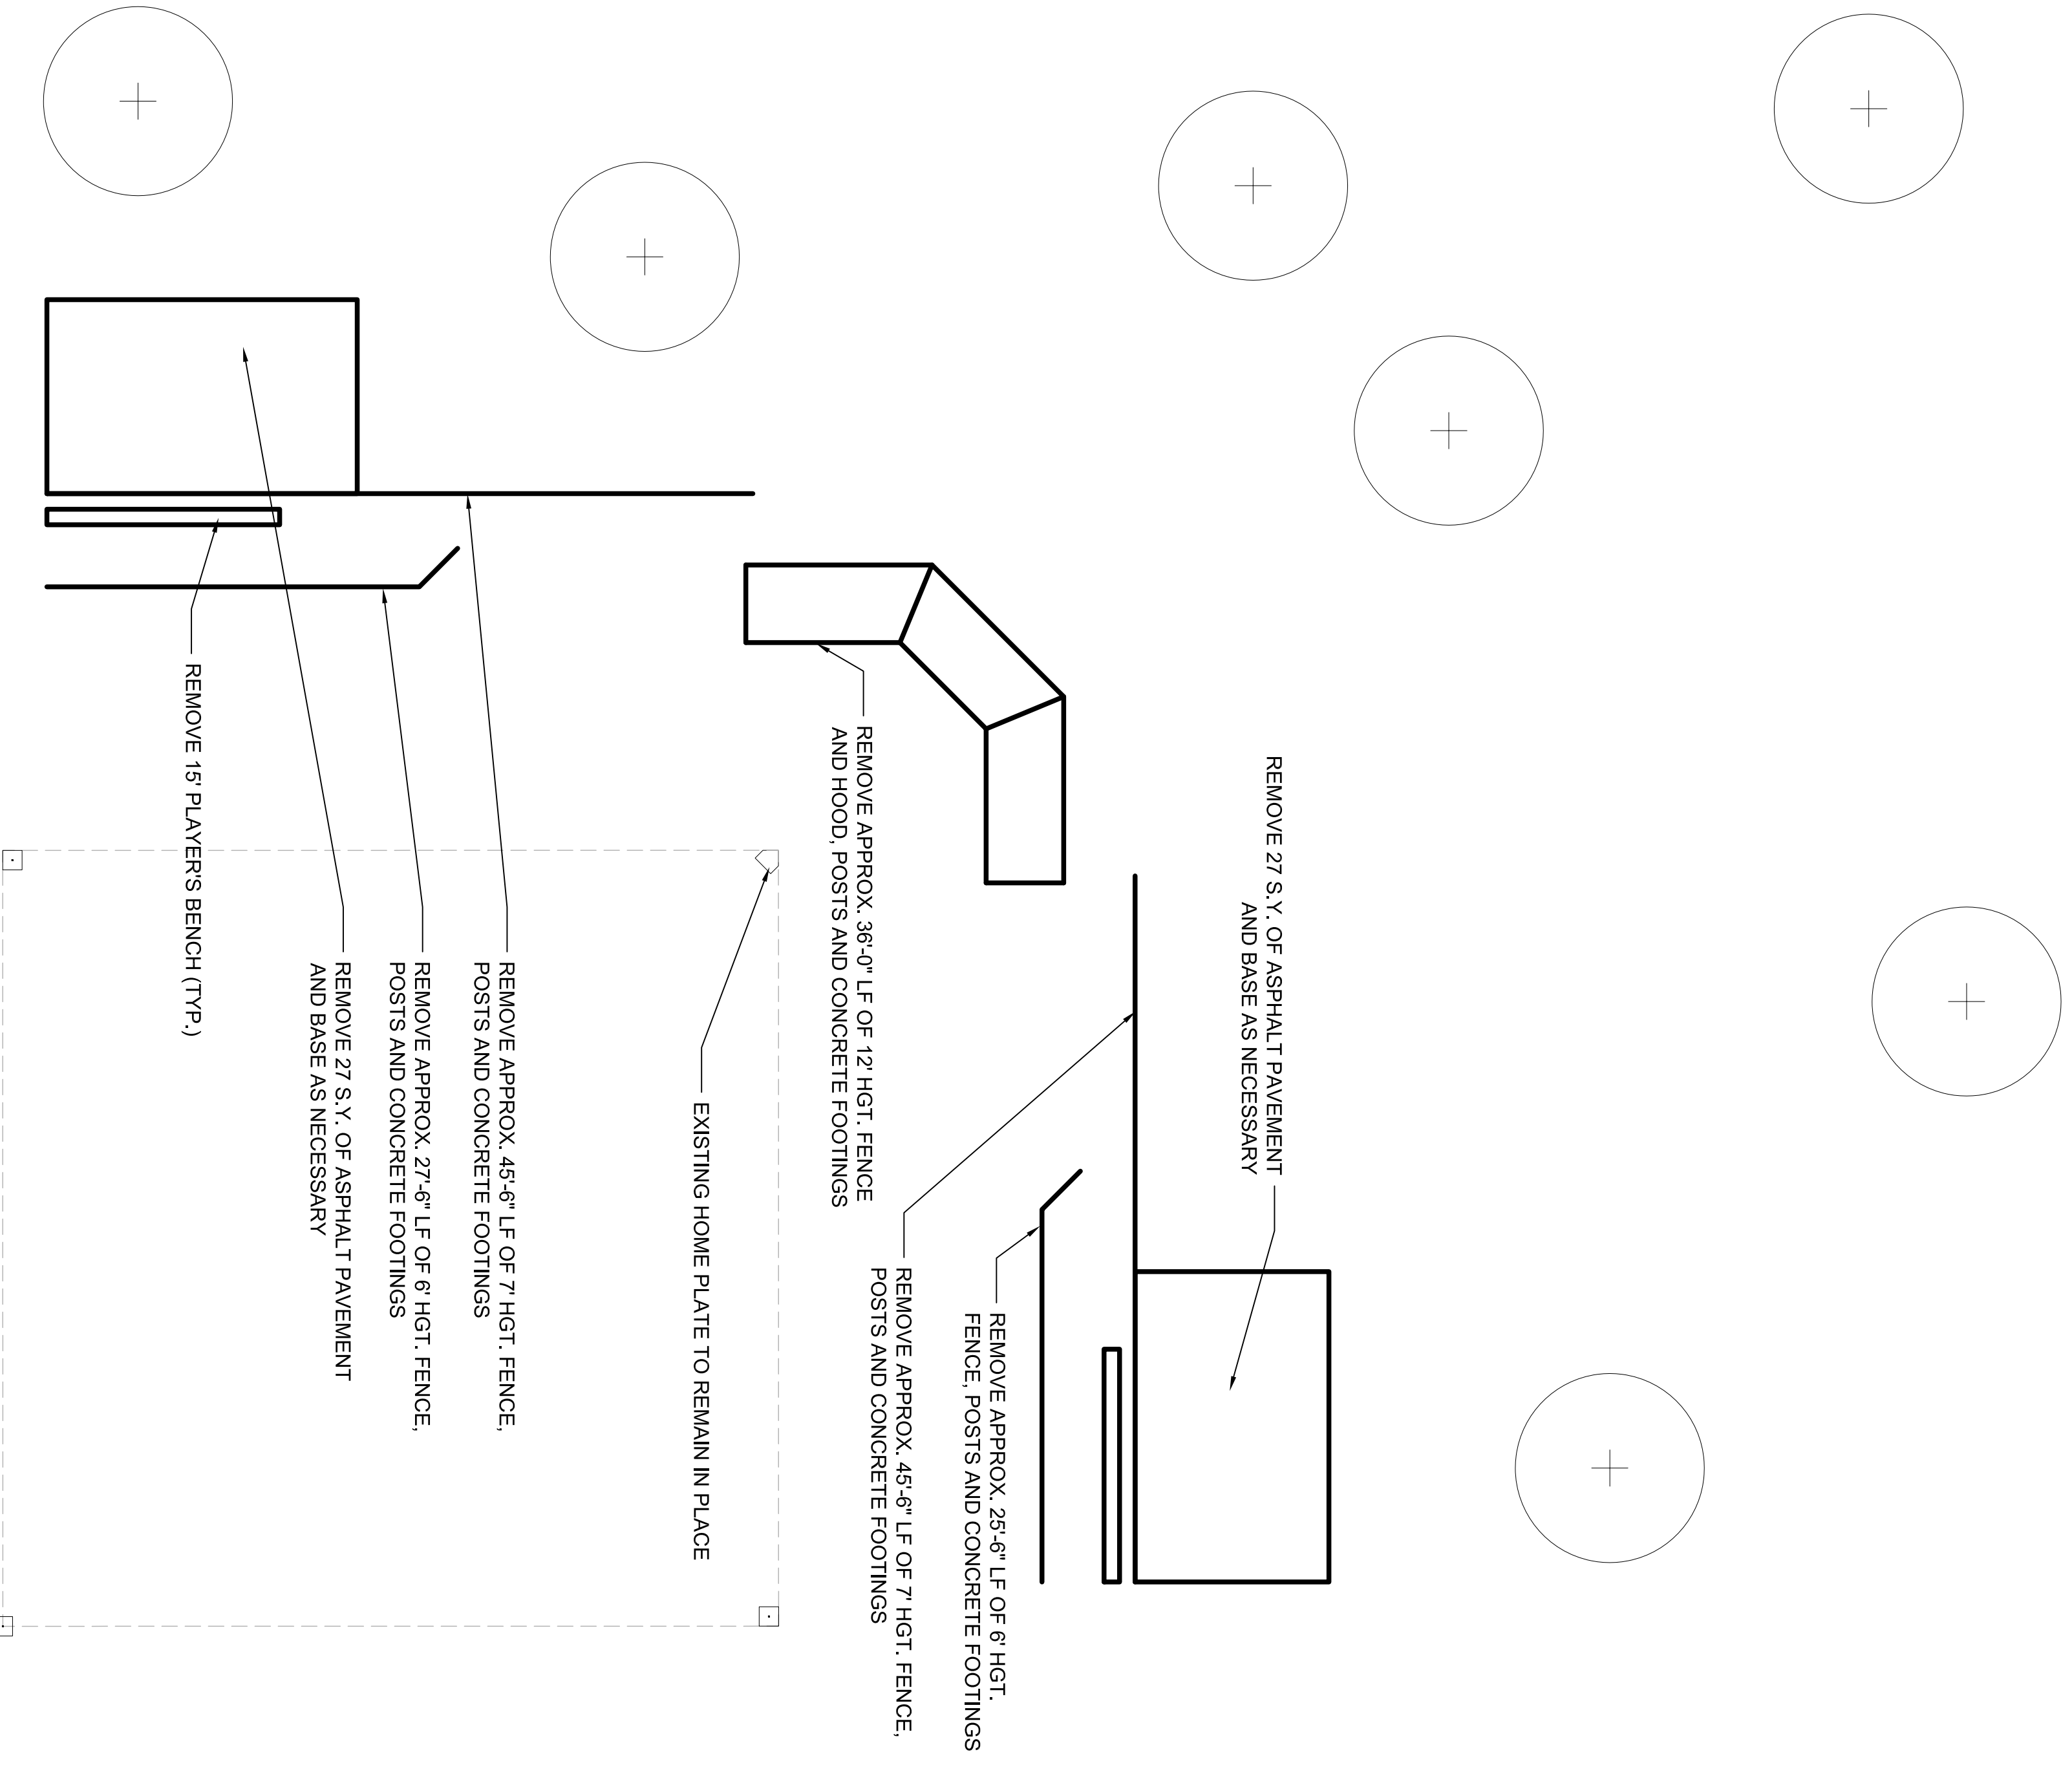 REMOVE 27 S.Y. OF ASPHALT PAVEMENT
AND BASE AS NECESSARY
REMOVE APPROX. 25'-6" LF OF 6' HGT.
FENCE, POSTS AND CONCRETE FOOTINGS
REMOVE APPROX. 45'-6" LF OF 7' HGT. FENCE,
POSTS AND CONCRETE FOOTINGS
REMOVE APPROX. 36'-0" LF OF 12' HGT. FENCE
AND HOOD, POSTS AND CONCRETE FOOTINGS
EXISTING HOME PLATE TO REMAIN IN PLACE
REMOVE APPROX. 45'-6" LF OF 7' HGT. FENCE,
POSTS AND CONCRETE FOOTINGS
REMOVE APPROX. 27'-6" LF OF 6' HGT. FENCE,
POSTS AND CONCRETE FOOTINGS
REMOVE 27 S.Y. OF ASPHALT PAVEMENT
AND BASE AS NECESSARY
REMOVE 15' PLAYER'S BENCH (TYP.)